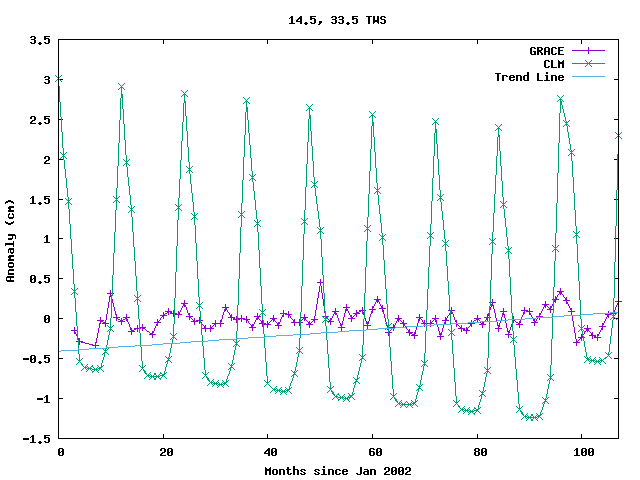 14.5, 33.5 TWS
GRACE
CLM
Trend Line
3.5
3
2.5
2
1.5
1
0.5
0
-0.5
-1
-1.5
Anomaly (cm)
0 20 40 60 80 100
Months since Jan 2002